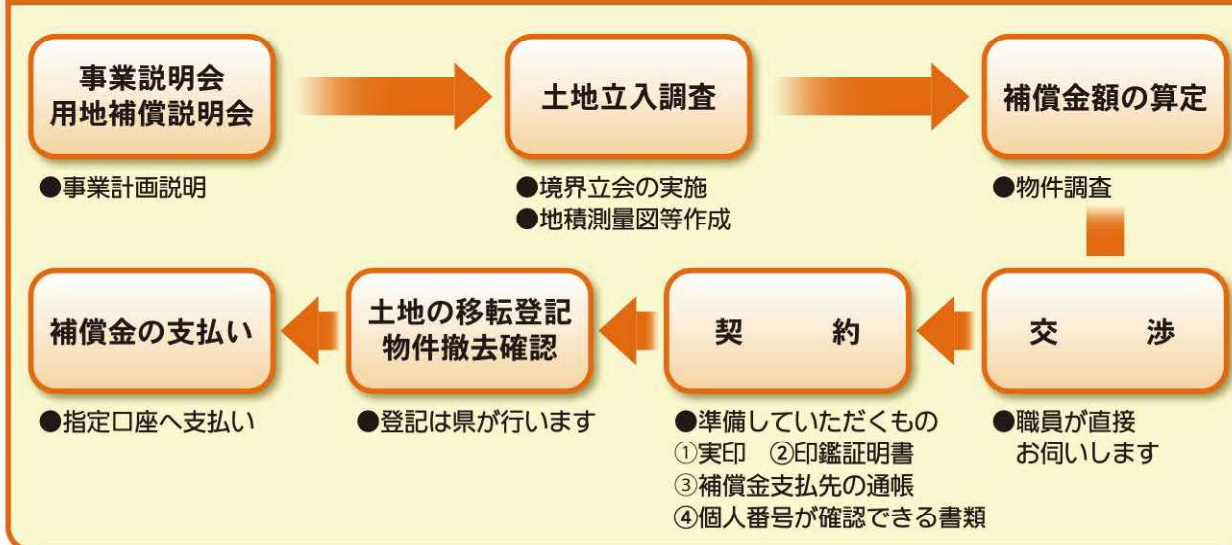 事業説明会
用地補償説明会
●事業計画説明
土地立入調査
●境界立会の実施
●地積測量図等作成
補償金額の算定
●物件調査
交　　渉
●職員が直接
お伺いします
契　　約
●準備していただくもの
①実印　②印鑑証明書
③補償金支払先の通帳
④個人番号が確認できる書類
土地の移転登記
物件撤去確認
●登記は県が行います
補償金の支払い
●指定口座へ支払い